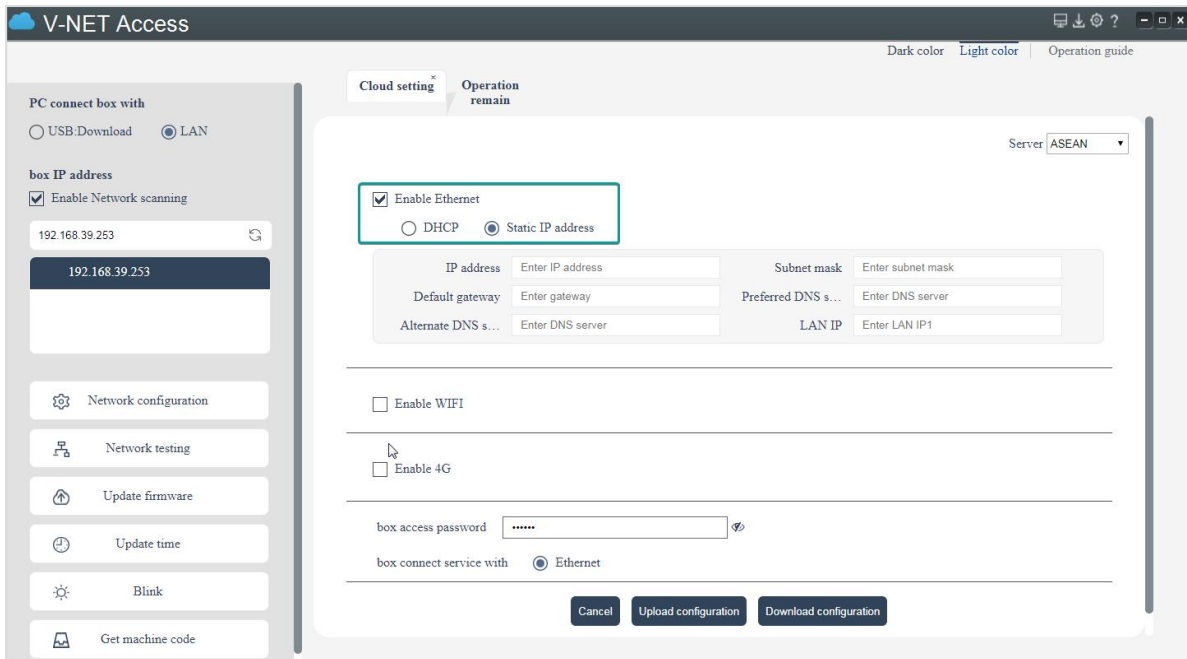 V-NET Access
Dark color Light color Operation guide
PC connect box with
USB:Download LAN
box IP address
Enable Network scanning
192.168.39.253
192.168.39.253
Network configuration
Network testing
Update firmware
Update time
Blink
Get machine code
Cloud setting
Operation
remain
Server ASEAN
Enable Ethernet
DHCP Static IP address
IP address Enter IP address Subnet mask Enter subnet mask
Default gateway Enter gateway Preferred DNS s... Enter DNS server
Alternate DNS s... Enter DNS server LAN IP Enter LAN IP1
Enable WIFI
Enable 4G
box access password ••••••
box connect service with Ethernet
Cancel Upload configuration Download configuration